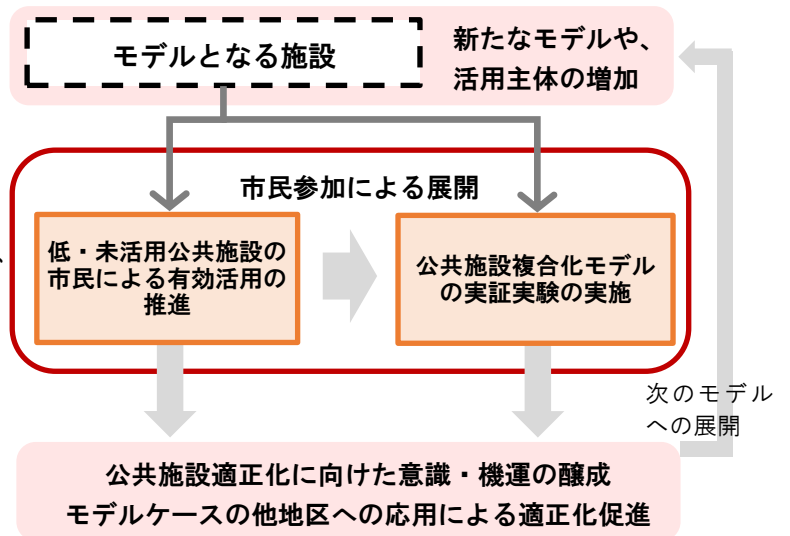 モデルとなる施設
新たなモデルや、
活用主体の増加
市民参加による展開
低・未活用公共施設の
市民による有効活用の
推進
公共施設複合化モデル
の実証実験の実施
次のモデル
への展開
公共施設適正化に向けた意識・機運の醸成
モデルケースの他地区への応用による適正化促進